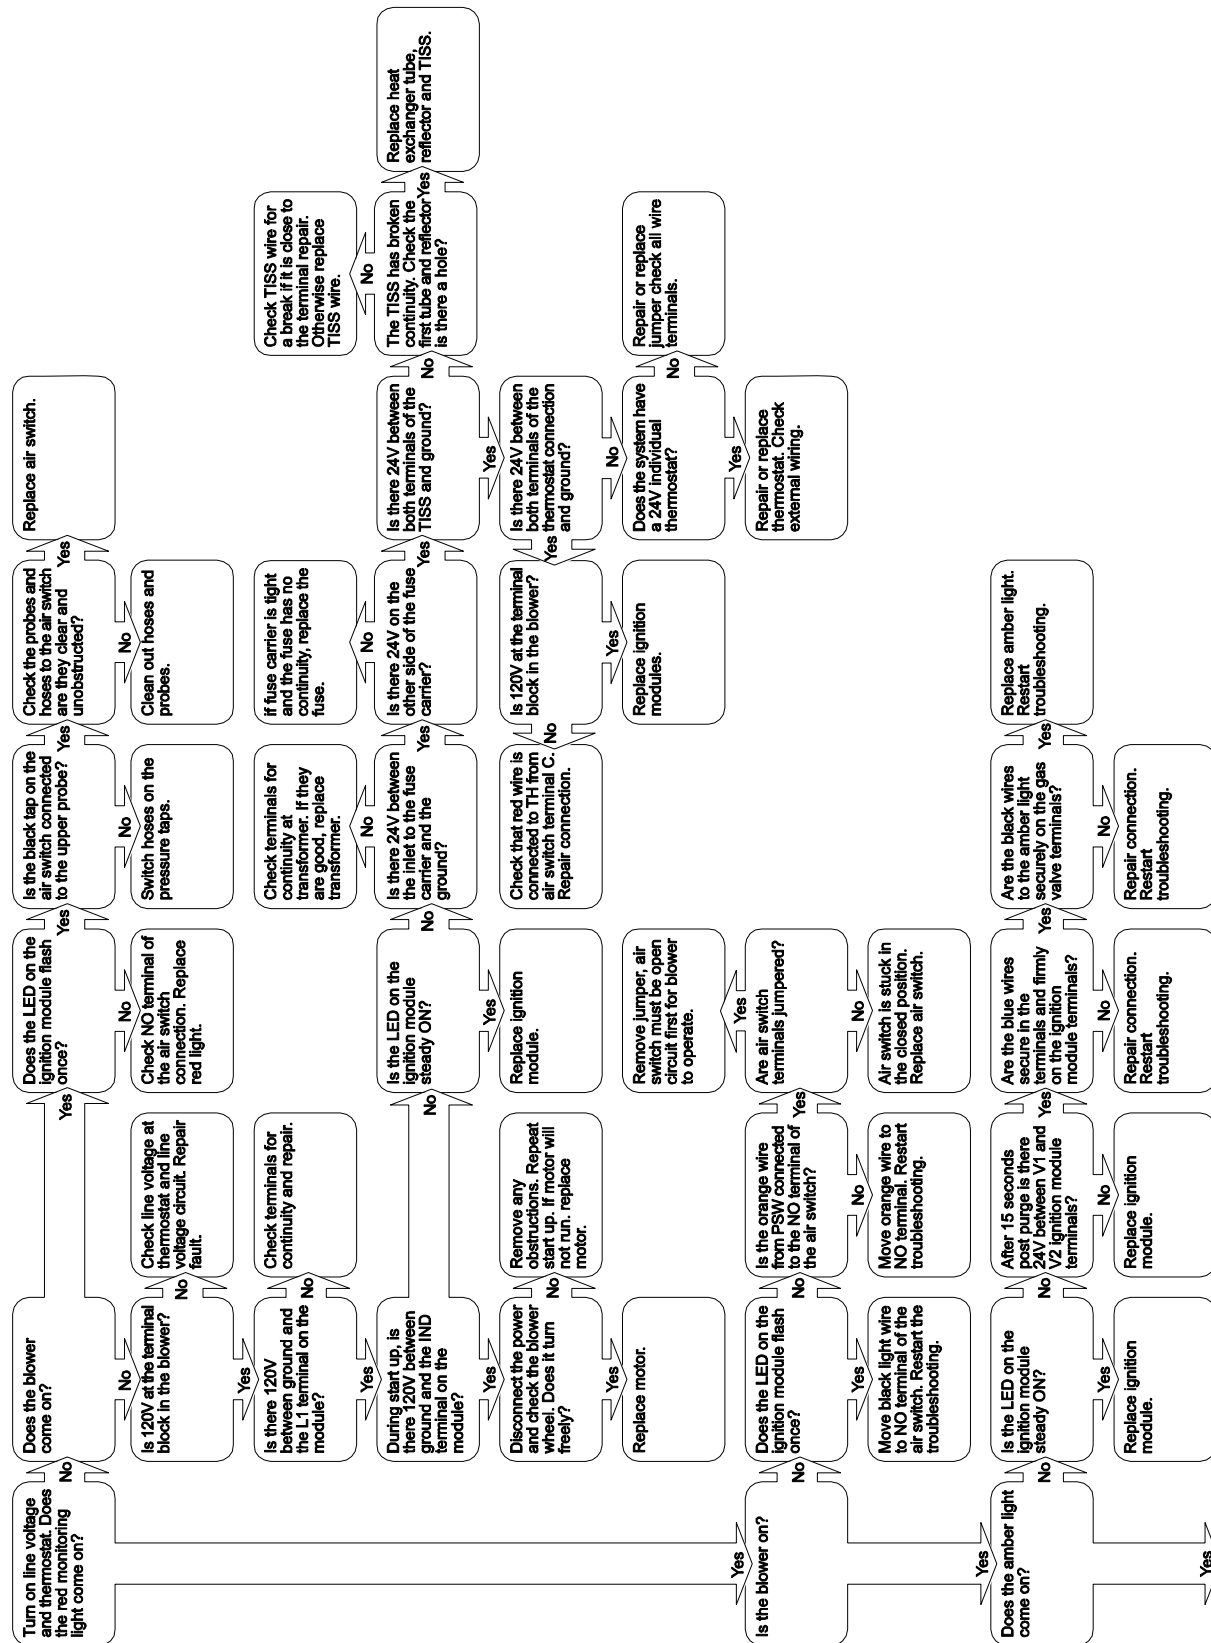 Turn on line voltage
and thermostat. Does
the red monitoring
light come on?
No
Does the blower
come on?
Yes
Does the LED on the
ignition module flash
once?
Yes
Is the black tap on the
air switch connected
to the upper probe?
Yes
Check the probes and
hoses to the air switch
are they clear and
unobstructed?
Yes
Replace air switch.
No
Check NO terminal of
the air switch
connection. Replace
red light.
No
Switch hoses on the
pressure taps.
No
Clean out hoses and
probes.
No
Is 120V at the terminal
block in the blower?
No
Check line voltage at
thermostat and line
voltage circuit. Repair
fault.
Yes
Is there 120V
between ground and
the L1 terminal on the
module?
No
Check terminals for
continuity and repair.
Yes
During start up, is
there 120V between
ground and the IND
terminal on the
module?
No
Is the LED on the
ignition module
steady ON?
No
Is there 24V between
the inlet to the fuse
carrier and the
ground?
Yes
Is there 24V on the
other side of the fuse
carrier?
Yes
Is there 24V between
both terminals of the
TISS and ground?
No
The TISS has broken
continuity. Check the
first tube and reflector
is there a hole?
Yes
Replace heat
exchanger tube,
reflector and TISS.
No
Check terminals for
continuity at
transformer. If they
are good, replace
transformer.
No
If fuse carrier is tight
and the fuse has no
continuity, replace the
fuse.
No
Check TISS wire for
a break if it is close to
the terminal repair.
Otherwise replace
TISS wire.
Yes
Disconnect the power
and check the blower
wheel. Does it turn
freely?
No
Remove any
obstructions. Repeat
start up. If motor will
not run. replace
motor.
Yes
Replace motor.
Yes
Replace ignition
module.
Yes
Is there 24V between
both terminals of the
thermostat connection
and ground?
Yes
Is 120V at the terminal
block in the blower?
No
Check that red wire is
connected to TH from
air switch terminal C.
Repair connection.
Yes
Replace ignition
modules.
No
Does the system have
a 24V individual
thermostat?
No
Repair or replace
jumper check all wire
terminals.
Yes
Repair or replace
thermostat. Check
external wiring.
Yes
Is the blower on?
No
Does the LED on the
ignition module flash
once?
No
Is the orange wire
from PSW connected
to the NO terminal of
the air switch?
Yes
Are air switch
terminals jumpered?
Yes
Remove jumper, air
switch must be open
circuit first for blower
to operate.
Yes
Move black light wire
to NO terminal of the
air switch. Restart the
troubleshooting.
No
Move orange wire to
NO terminal. Restart
troubleshooting.
No
Air switch is stuck in
the closed position.
Replace air switch.
Yes
Does the amber light
come on?
No
Is the LED on the
ignition module
steady ON?
No
After 15 seconds
post purge is there
24V between V1 and
V2 ignition module
terminals?
Yes
Are the blue wires
secure in the
terminals and firmly
on the ignition
module terminals?
Yes
Are the black wires
to the amber light
securely on the gas
valve terminals?
Yes
Replace amber light.
Restart
troubleshooting.
Yes
Replace ignition
module.
No
Replace ignition
module.
No
Repair connection.
Restart
troubleshooting.
No
Repair connection.
Restart
troubleshooting.
Yes